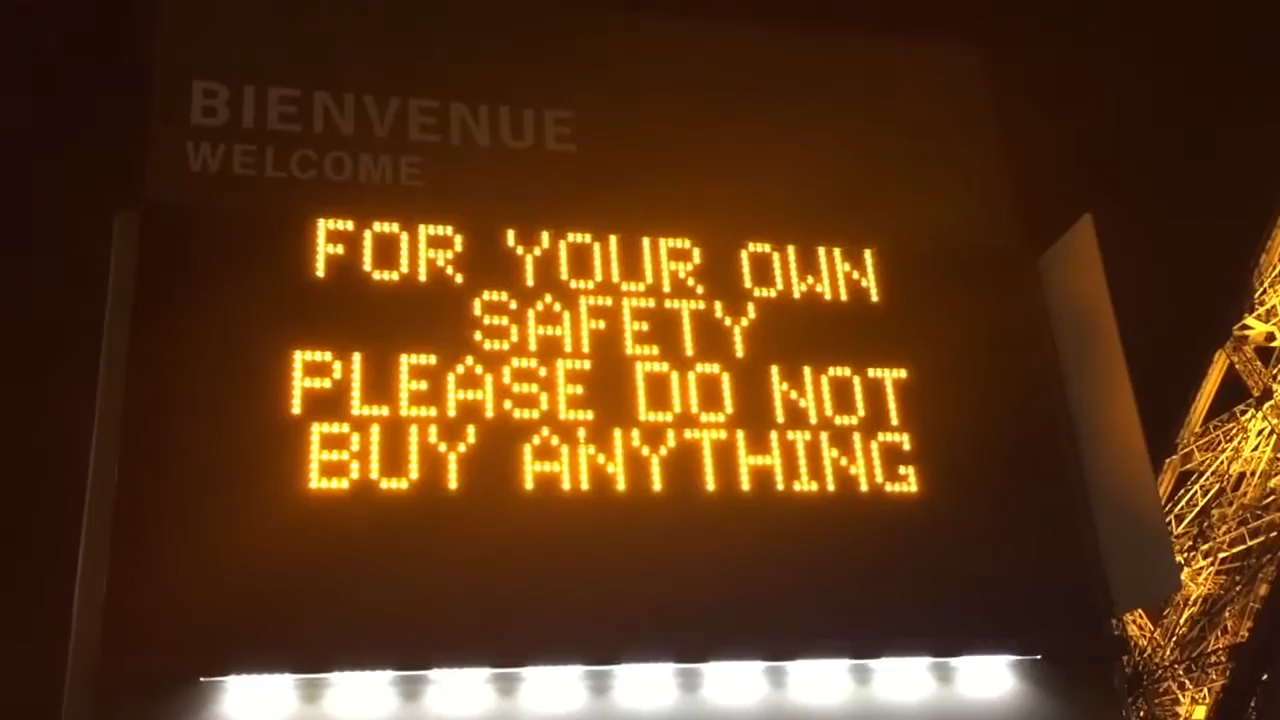 BIENVENUE
WELCOME
FOR YOUR OWN
SAFETY
PLEASE DO NOT
BUY ANYTHING